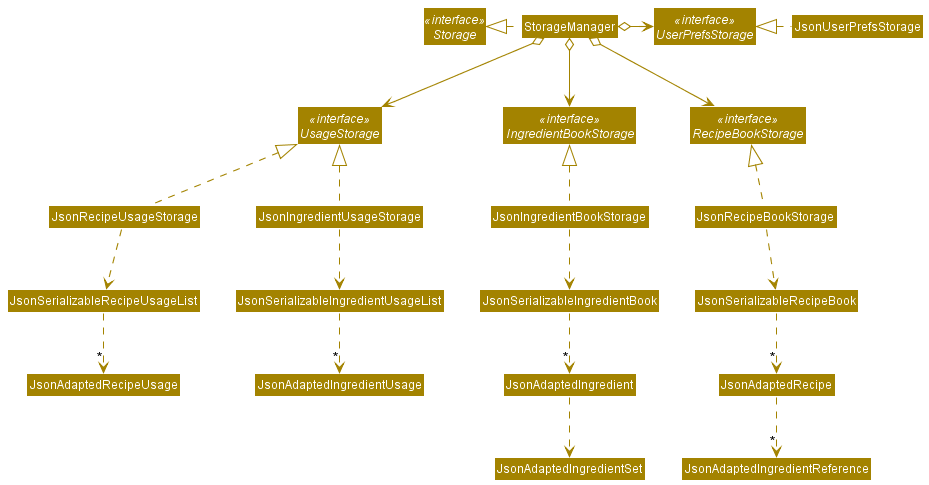 «interface»
Storage
StorageManager
«interface»
UserPrefsStorage
JsonUserPrefsStorage
«interface»
UsageStorage
«interface»
IngredientBookStorage
«interface»
RecipeBookStorage
JsonRecipeUsageStorage
JsonIngredientUsageStorage
JsonIngredientBookStorage
JsonRecipeBookStorage
JsonSerializableRecipeUsageList
JsonSerializableIngredientUsageList
JsonSerializableIngredientBook
JsonSerializableRecipeBook
*
*
*
*
JsonAdaptedRecipeUsage
JsonAdaptedIngredientUsage
JsonAdaptedIngredient
JsonAdaptedRecipe
*
JsonAdaptedIngredientSet
JsonAdaptedIngredientReference